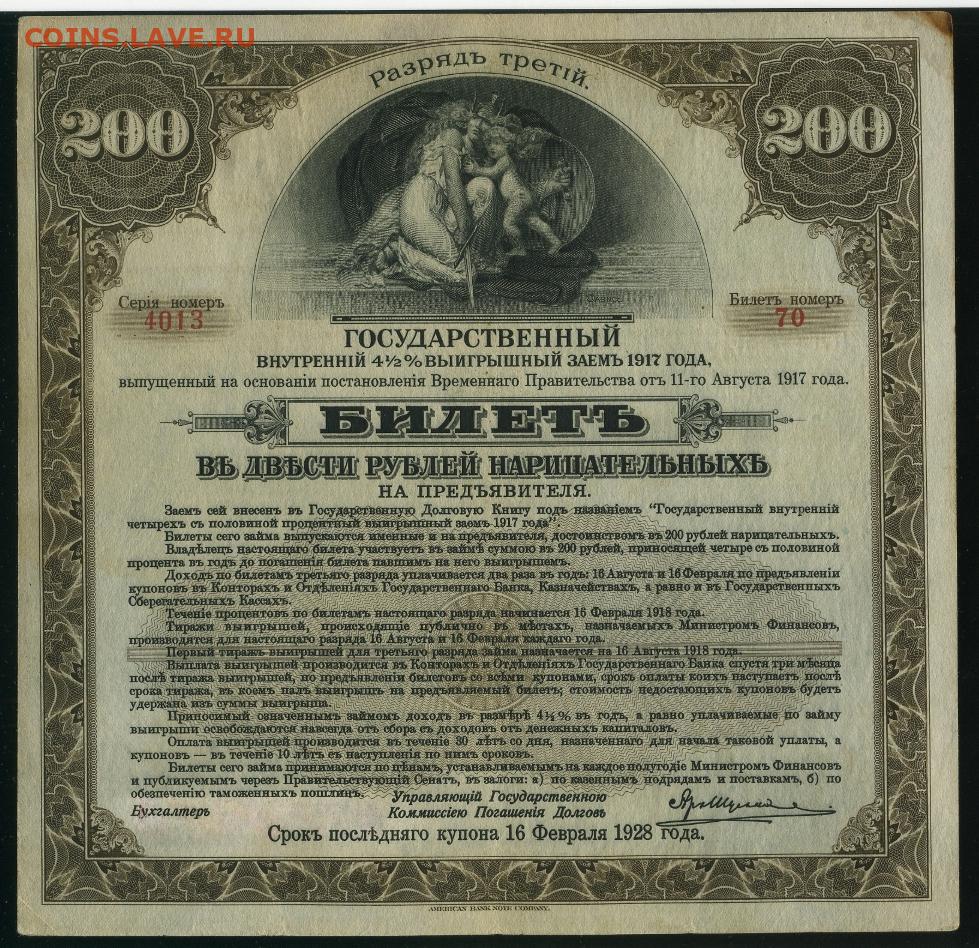 COINS.LAVE.RU
Разрядъ третій.
200
200
Серія номеръ
4013
Билетъ номеръ
70
ГОСУДАРСТВЕННЫЙ
ВНУТРЕННІЙ 4½% ВЫИГРЫШНЫЙ ЗАЕМЪ 1917 ГОДА,
выпущенный на основаніи постановленія Временнаго Правительства отъ 11-го Августа 1917 года.
БИЛЕТЪ
ВЪ ДВѢСТИ РУБЛЕЙ НАРИЦАТЕЛЬНЫХЪ
НА ПРЕДЪЯВИТЕЛЯ.
Заемъ сей внесенъ въ Государственную Долговую Книгу подъ названіемъ "Государственный внутренній
четырехъ съ половиной процентный выигрышный заемъ 1917 года".
Билеты сего займа выпускаются именные и на предъявителя, достоинствомъ въ 200 рублей нарицательныхъ.
Владѣлецъ настоящаго билета участвуетъ въ займѣ суммою въ 200 рублей, приносящей четыре съ половиной
процента въ годъ до погашенія билета павшимъ на него выигрышемъ.
Доходъ по билетамъ третьяго разряда уплачивается два раза въ годъ: 16 Августа и 16 Февраля по предъявленіи
купоновъ въ Конторахъ и Отдѣленіяхъ Государственнаго Банка, Казначействахъ, а равно и въ Государственныхъ
Сберегательныхъ Кассахъ.
Теченіе процентовъ по билетамъ настоящаго разряда начинается 16 Февраля 1918 года.
Тиражи выигрышей, происходящіе публично въ мѣстахъ, назначаемыхъ Министромъ Финансовъ,
производятся для настоящаго разряда 16 Августа и 16 Февраля каждаго года.
Первый тиражъ выигрышей для третьяго разряда займа назначается на 16 Августа 1918 года.
Выплата выигрышей производится въ Конторахъ и Отдѣленіяхъ Государственнаго Банка спустя три мѣсяца
послѣ тиража выигрышей, по предъявленіи билетовъ со всѣми купонами, срокъ оплаты коихъ наступаетъ послѣ
срока тиража, въ коемъ палъ выигрышъ на предъявляемый билетъ; стоимость недостающихъ купоновъ будетъ
удержана изъ суммы выигрыша.
Приносимый означеннымъ займомъ доходъ въ размѣрѣ 4½% въ годъ, а равно уплачиваемые по займу
выигрыши освобождаются навсегда отъ сбора съ доходовъ отъ денежныхъ капиталовъ.
Оплата выигрышей производится въ теченіе 30 лѣтъ со дня, назначеннаго для начала таковой уплаты, а
купоновъ — въ теченіе 10 лѣтъ съ наступленія по нимъ сроковъ.
Билеты сего займа принимаются по цѣнамъ, устанавливаемымъ на каждое полугодіе Министромъ Финансовъ
и публикуемымъ черезъ Правительствующій Сенатъ, въ залоги: а) по казеннымъ подрядамъ и поставкамъ, б) по
обезпеченію таможенныхъ пошлинъ.
Управляющій Государственною
Коммиссіею Погашенія Долговъ
Бухгалтеръ
Срокъ послѣдняго купона 16 Февраля 1928 года.
AMERICAN BANK NOTE COMPANY.